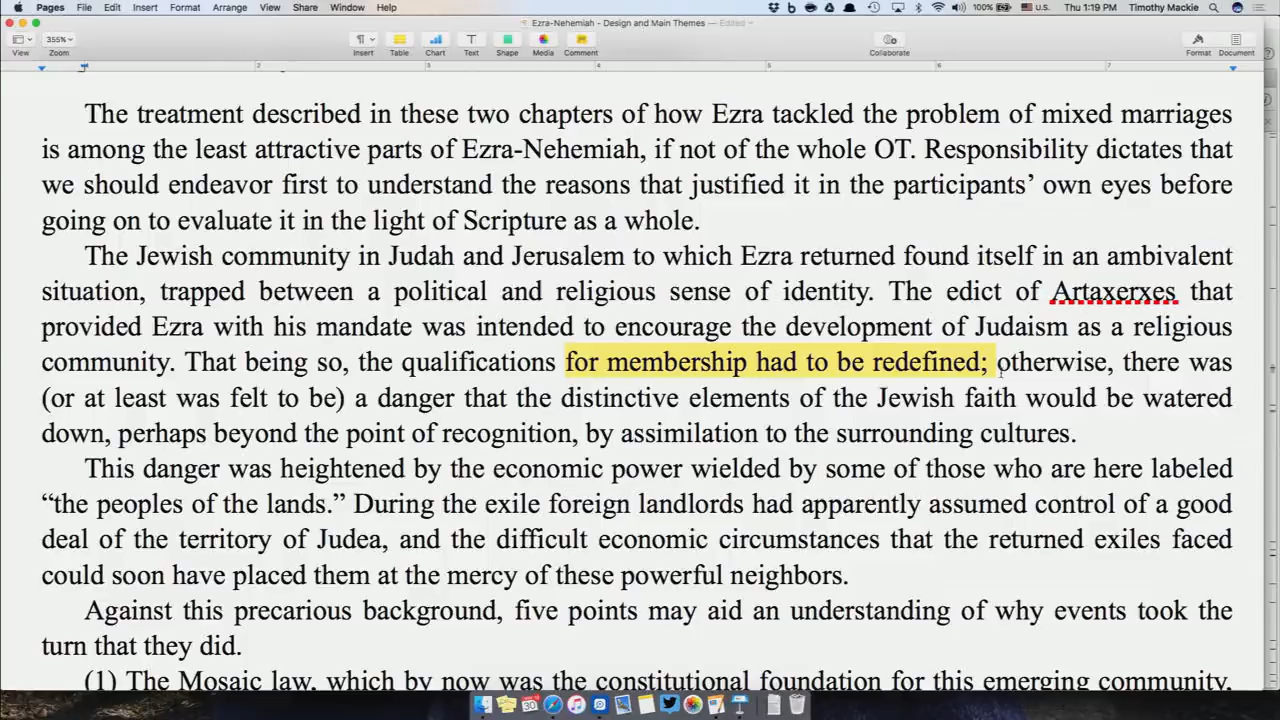 Pages File Edit Insert Format Arrange View Share Window Help 100% U.S. Thu 1:19 PM Timothy Mackie
Ezra-Nehemiah - Design and Main Themes — Edited
355%
View Zoom Insert Table Chart Text Shape Media Comment Collaborate Format Document
2 3 4 5 6 7
The treatment described in these two chapters of how Ezra tackled the problem of mixed marriages
is among the least attractive parts of Ezra-Nehemiah, if not of the whole OT. Responsibility dictates that
we should endeavor first to understand the reasons that justified it in the participants’ own eyes before
going on to evaluate it in the light of Scripture as a whole.
The Jewish community in Judah and Jerusalem to which Ezra returned found itself in an ambivalent
situation, trapped between a political and religious sense of identity. The edict of Artaxerxes that
provided Ezra with his mandate was intended to encourage the development of Judaism as a religious
community. That being so, the qualifications for membership had to be redefined; otherwise, there was
(or at least was felt to be) a danger that the distinctive elements of the Jewish faith would be watered
down, perhaps beyond the point of recognition, by assimilation to the surrounding cultures.
This danger was heightened by the economic power wielded by some of those who are here labeled
“the peoples of the lands.” During the exile foreign landlords had apparently assumed control of a good
deal of the territory of Judea, and the difficult economic circumstances that the returned exiles faced
could soon have placed them at the mercy of these powerful neighbors.
Against this precarious background, five points may aid an understanding of why events took the
turn that they did.
(1) The Mosaic law, which by now was the constitutional foundation for this emerging community,
30